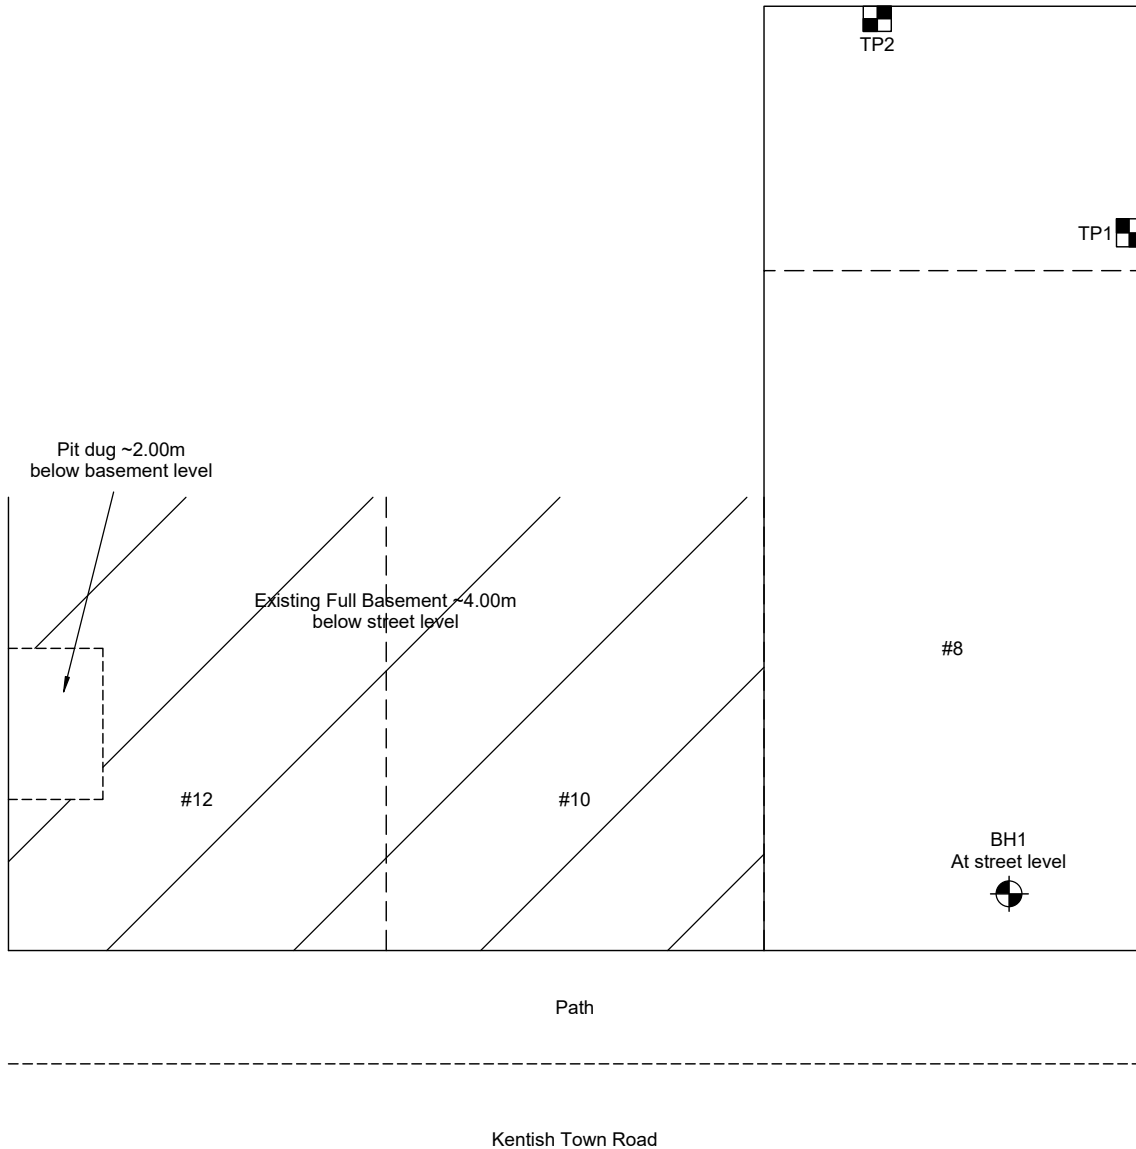 TP2
TP1
Pit dug ~2.00m
below basement level
Existing Full Basement ~4.00m
below street level
#8
#12
#10
BH1
At street level
Path
Kentish Town Road